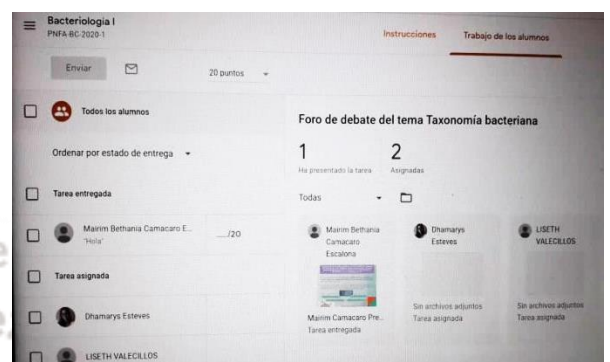 Bacteriología I
PNFA-BC-2020-1
Instrucciones
Trabajo de los alumnos
Enviar
20 puntos
Todos los alumnos
Ordenar por estado de entrega
Tarea entregada
Mairim Bethania Camacaro E...
"Hola"
__/20
Tarea asignada
Dhamarys Esteves
LISETH VALECILLOS
Foro de debate del tema Taxonomía bacteriana
1
2
Ha presentado la tarea
Asignadas
Todas
Mairim Bethania
Camacaro
Escalona
Mairim Camacaro Pre...
Tarea entregada
Dhamarys
Esteves
Sin archivos adjuntos
Tarea asignada
LISETH
VALECILLOS
Sin archivos adjuntos
Tarea asignada